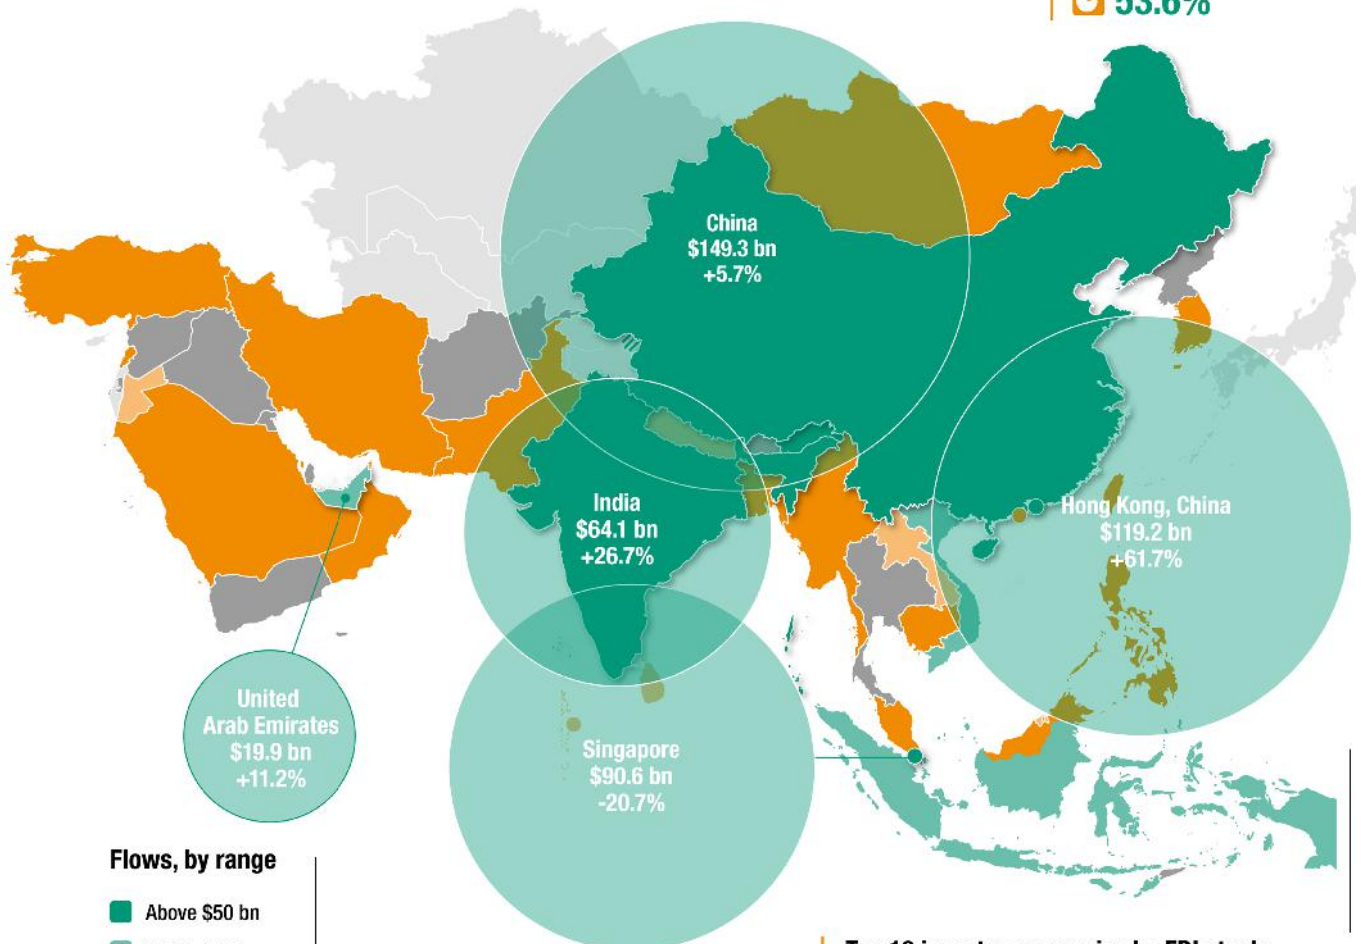 53.6%
China
$149.3 bn
+5.7%
India
$64.1 bn
+26.7%
Hong Kong, China
$119.2 bn
+61.7%
United
Arab Emirates
$19.9 bn
+11.2%
Singapore
$90.6 bn
-20.7%
Flows, by range
Above $50 bn